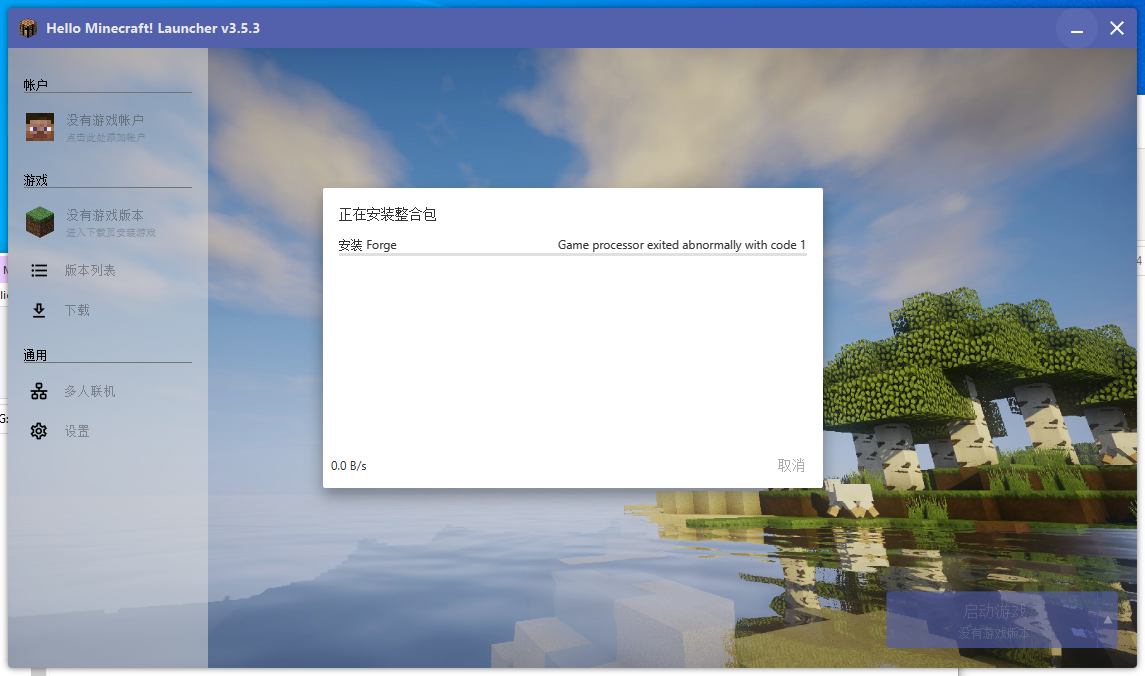 Hello Minecraft! Launcher v3.5.3
帐户
没有游戏帐户
点击此处添加帐户
游戏
没有游戏版本
进入下载页安装游戏
版本列表
下载
通用
多人联机
设置
正在安装整合包
安装 Forge
Game processor exited abnormally with code 1
0.0 B/s
取消
启动游戏
没有游戏版本